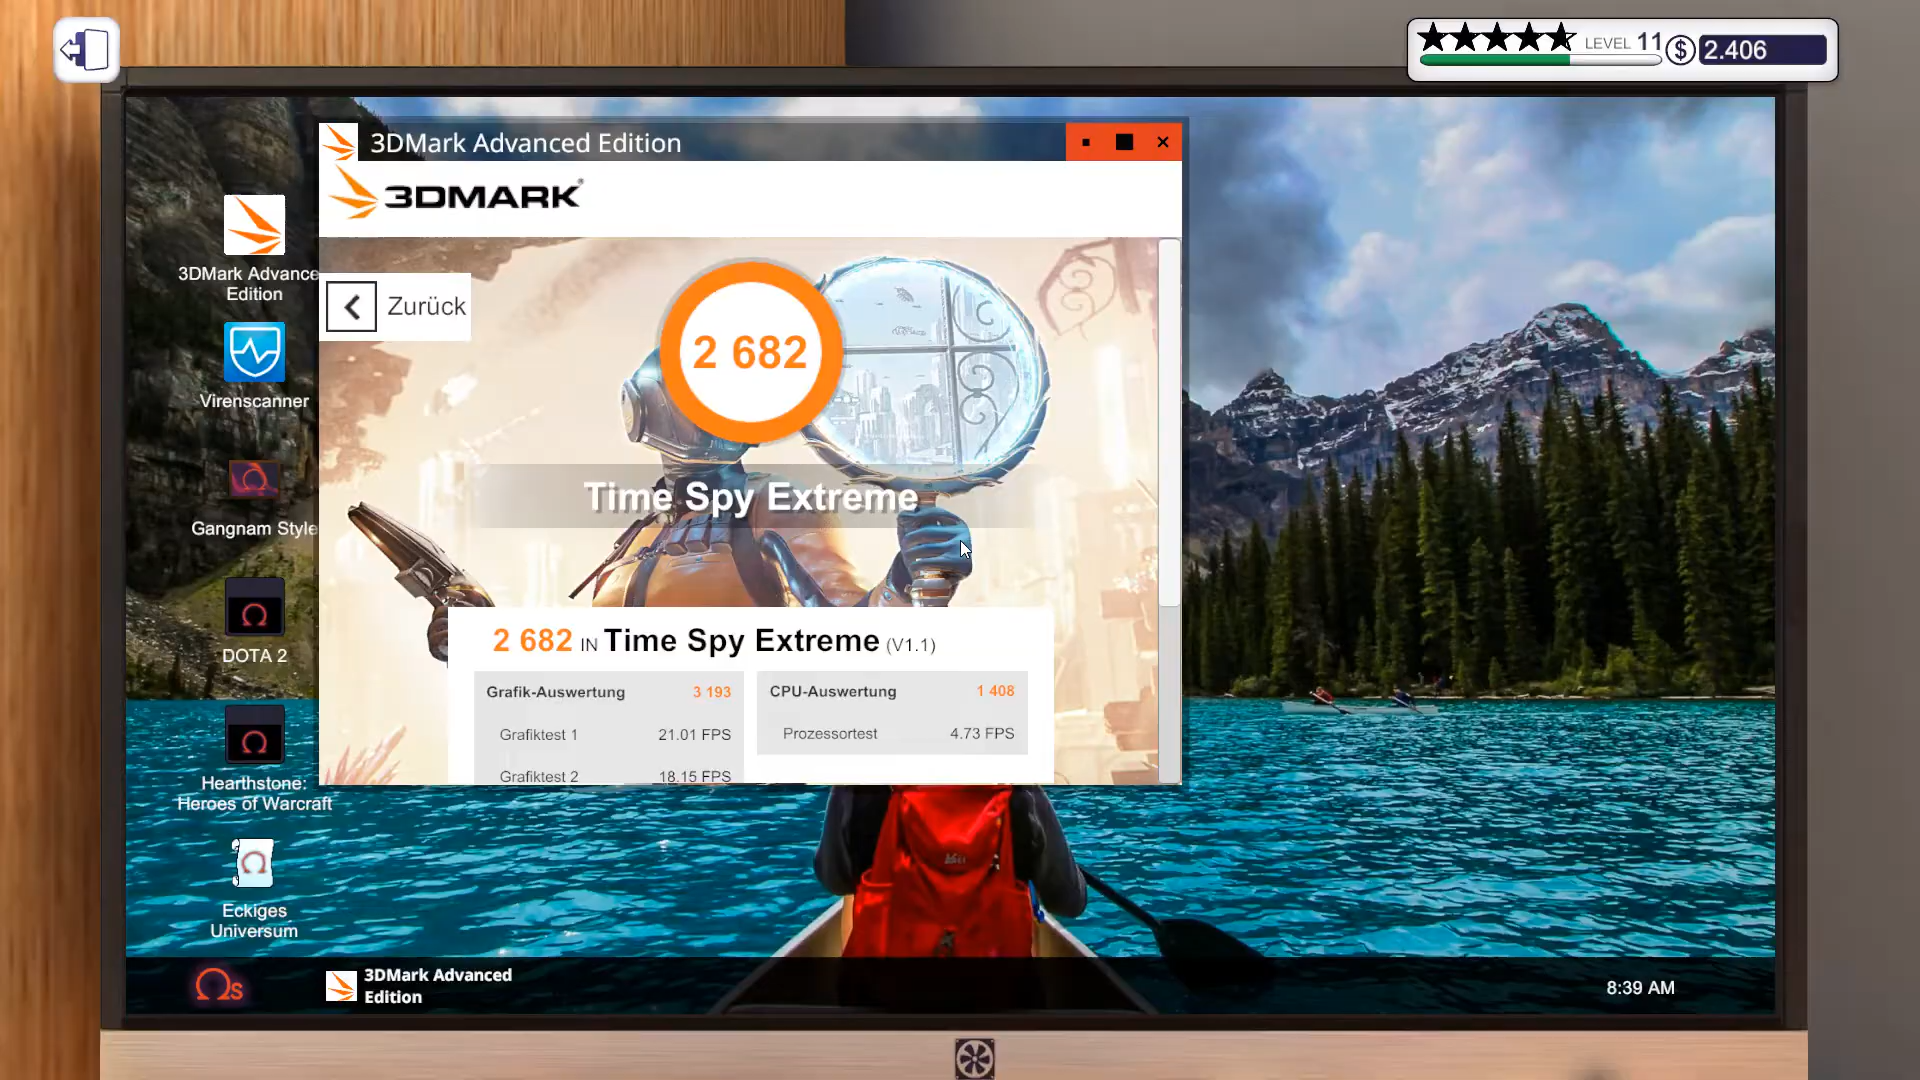 LEVEL 11
$ 2.406
3DMark Advanced Edition
3DMARK
Zurück
2 682
Time Spy Extreme
2 682 IN Time Spy Extreme (V1.1)
Grafik-Auswertung 3 193
Grafiktest 1 21.01 FPS
Grafiktest 2 18.15 FPS
CPU-Auswertung 1 408
Prozessortest 4.73 FPS
3DMark Advance
Edition
Virenscanner
Gangnam Style
DOTA 2
Hearthstone:
Heroes of Warcraft
Eckiges
Universum
Ωs
3DMark Advanced
Edition
8:39 AM